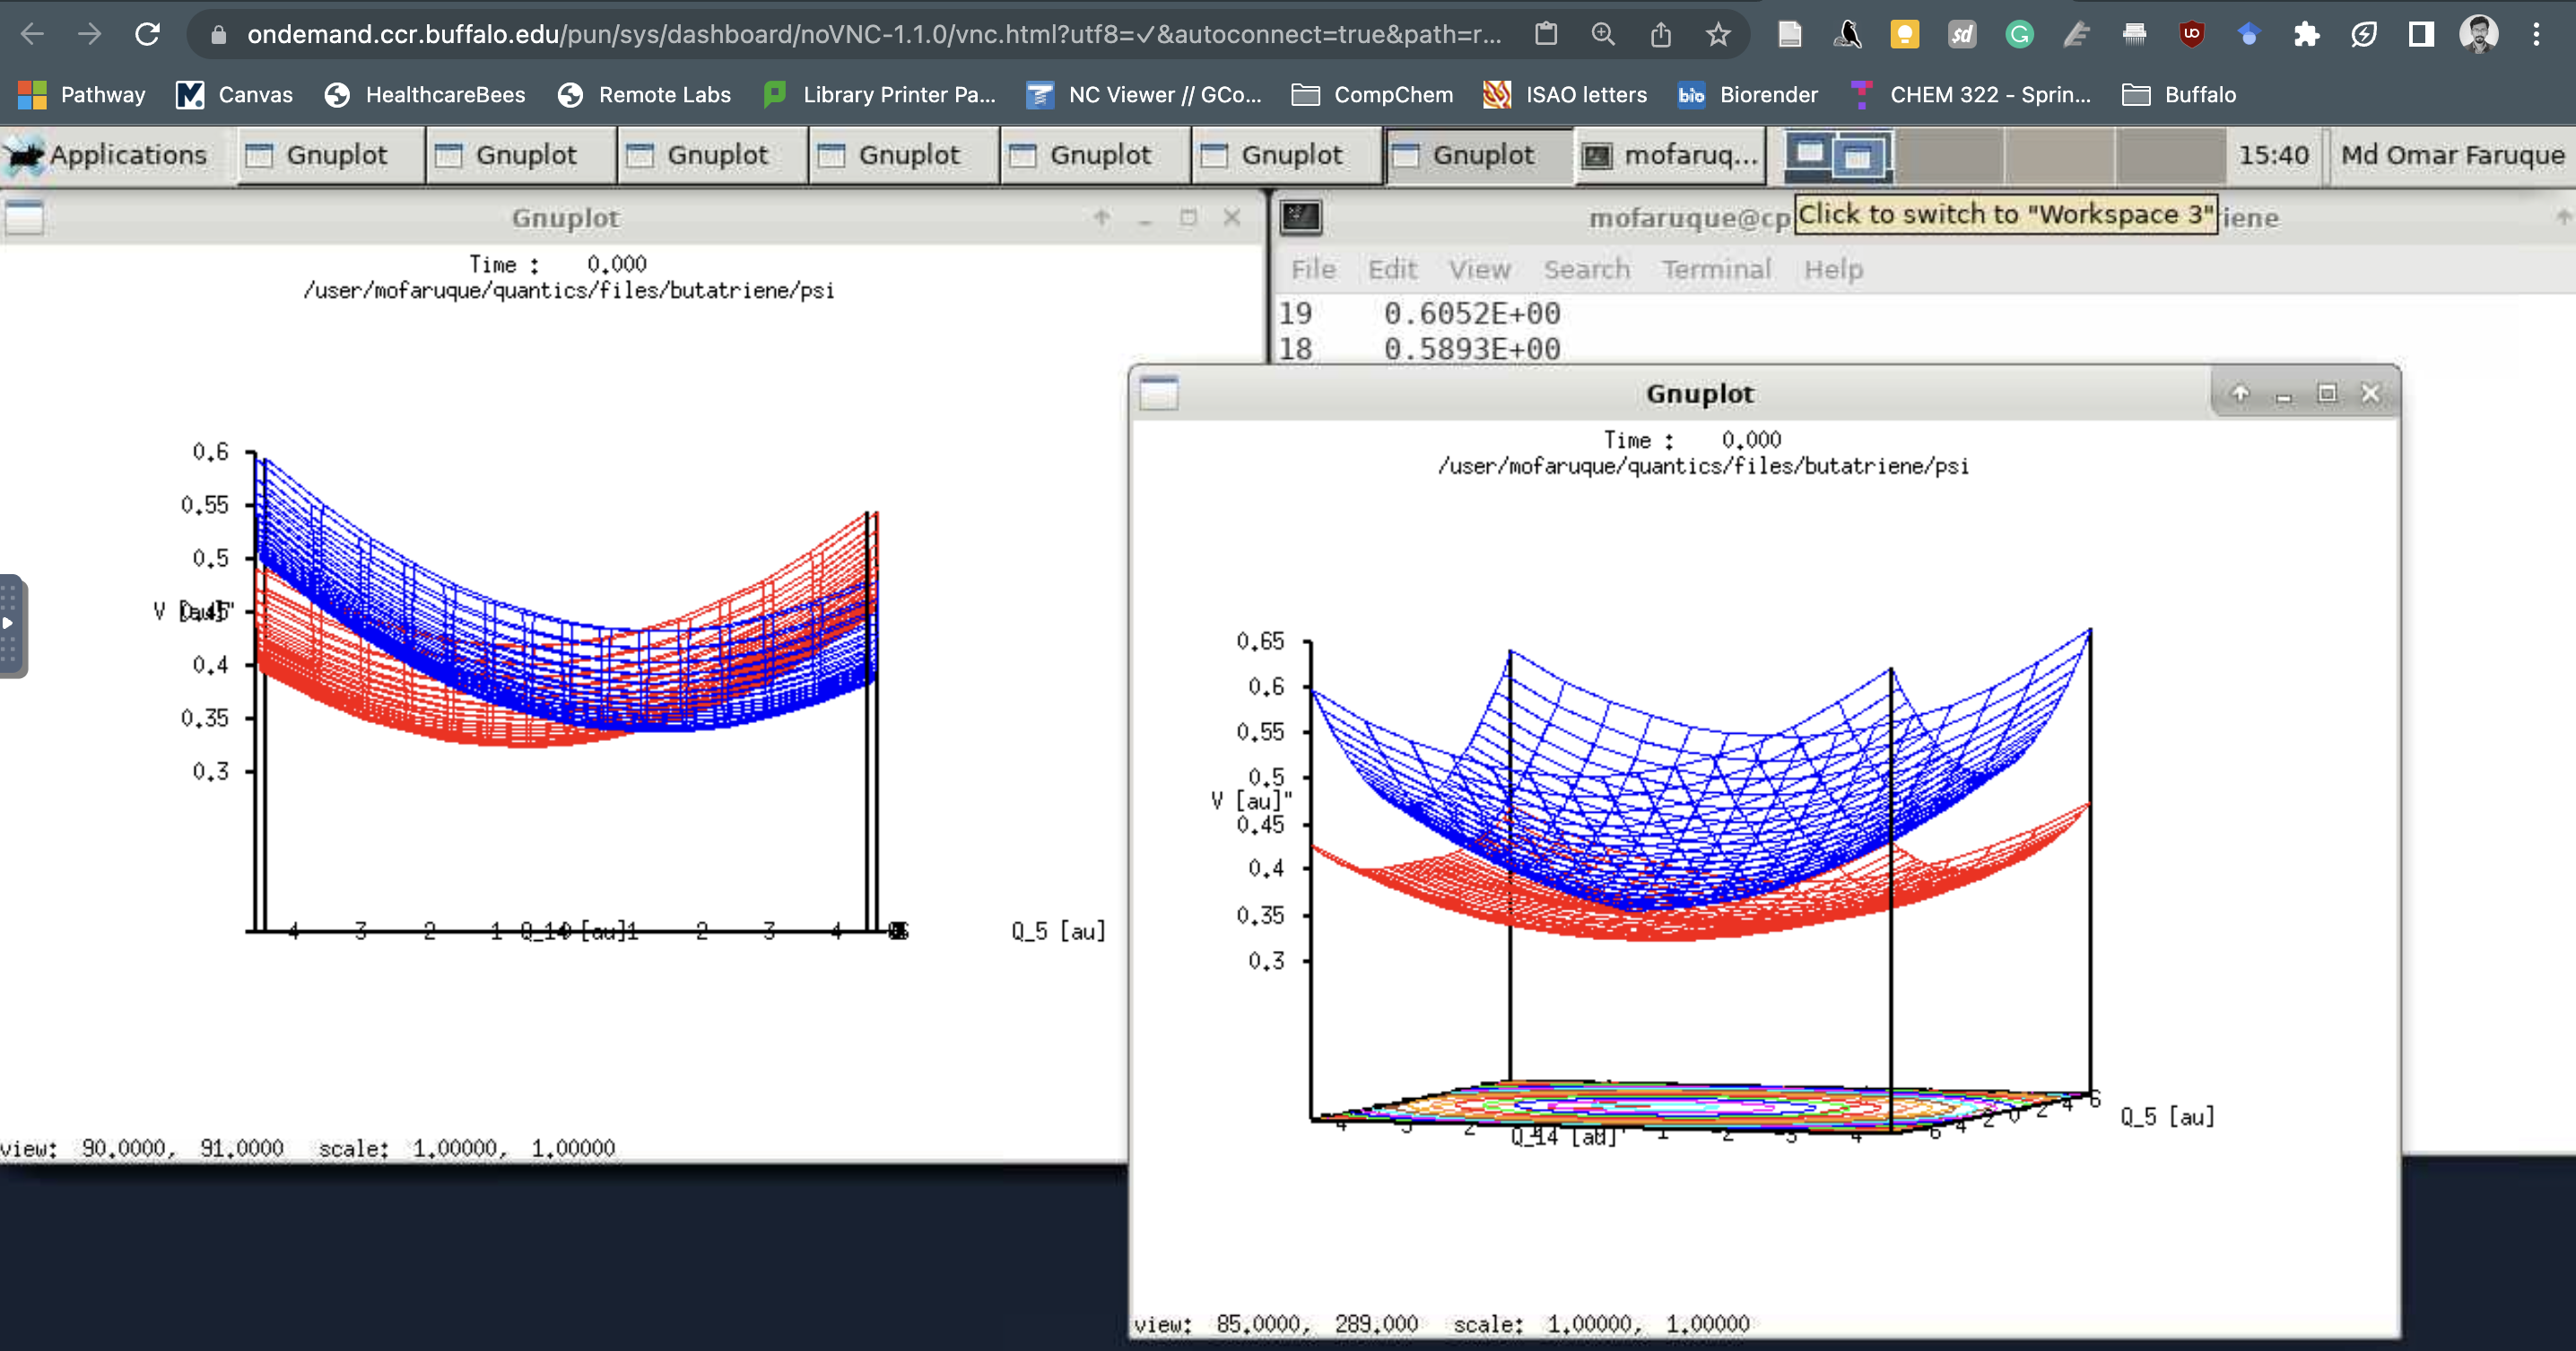 ondemand.ccr.buffalo.edu/pun/sys/dashboard/noVNC-1.1.0/vnc.html?utf8=✓&autoconnect=true&path=r...
Pathway Canvas HealthcareBees Remote Labs Library Printer Pa... NC Viewer // GCo... CompChem ISAO letters bio Biorender CHEM 322 - Sprin... Buffalo
Applications Gnuplot Gnuplot Gnuplot Gnuplot Gnuplot Gnuplot Gnuplot mofaruq... 15:40 Md Omar Faruque
Gnuplot
Time : 0.000
/user/mofaruque/quantics/files/butatriene/psi
0.6
0.55
0.5
V [au]"
0.4
0.35
0.3
4 3 2 1 Q_14 [au] 1 2 3 4 Q_5 [au]
view: 90.0000, 91.0000 scale: 1.00000, 1.00000
mofaruque@cp
Click to switch to "Workspace 3"
iene
File Edit View Search Terminal Help
19 0.6052E+00
18 0.5893E+00
Gnuplot
Time : 0.000
/user/mofaruque/quantics/files/butatriene/psi
0.65
0.6
0.55
0.5
V [au]"
0.45
0.4
0.35
0.3
4 3 2 Q_14 [au] 1 2 3 4 6 4 2 0 2 4 6 Q_5 [au]
view: 85.0000, 289.000 scale: 1.00000, 1.00000